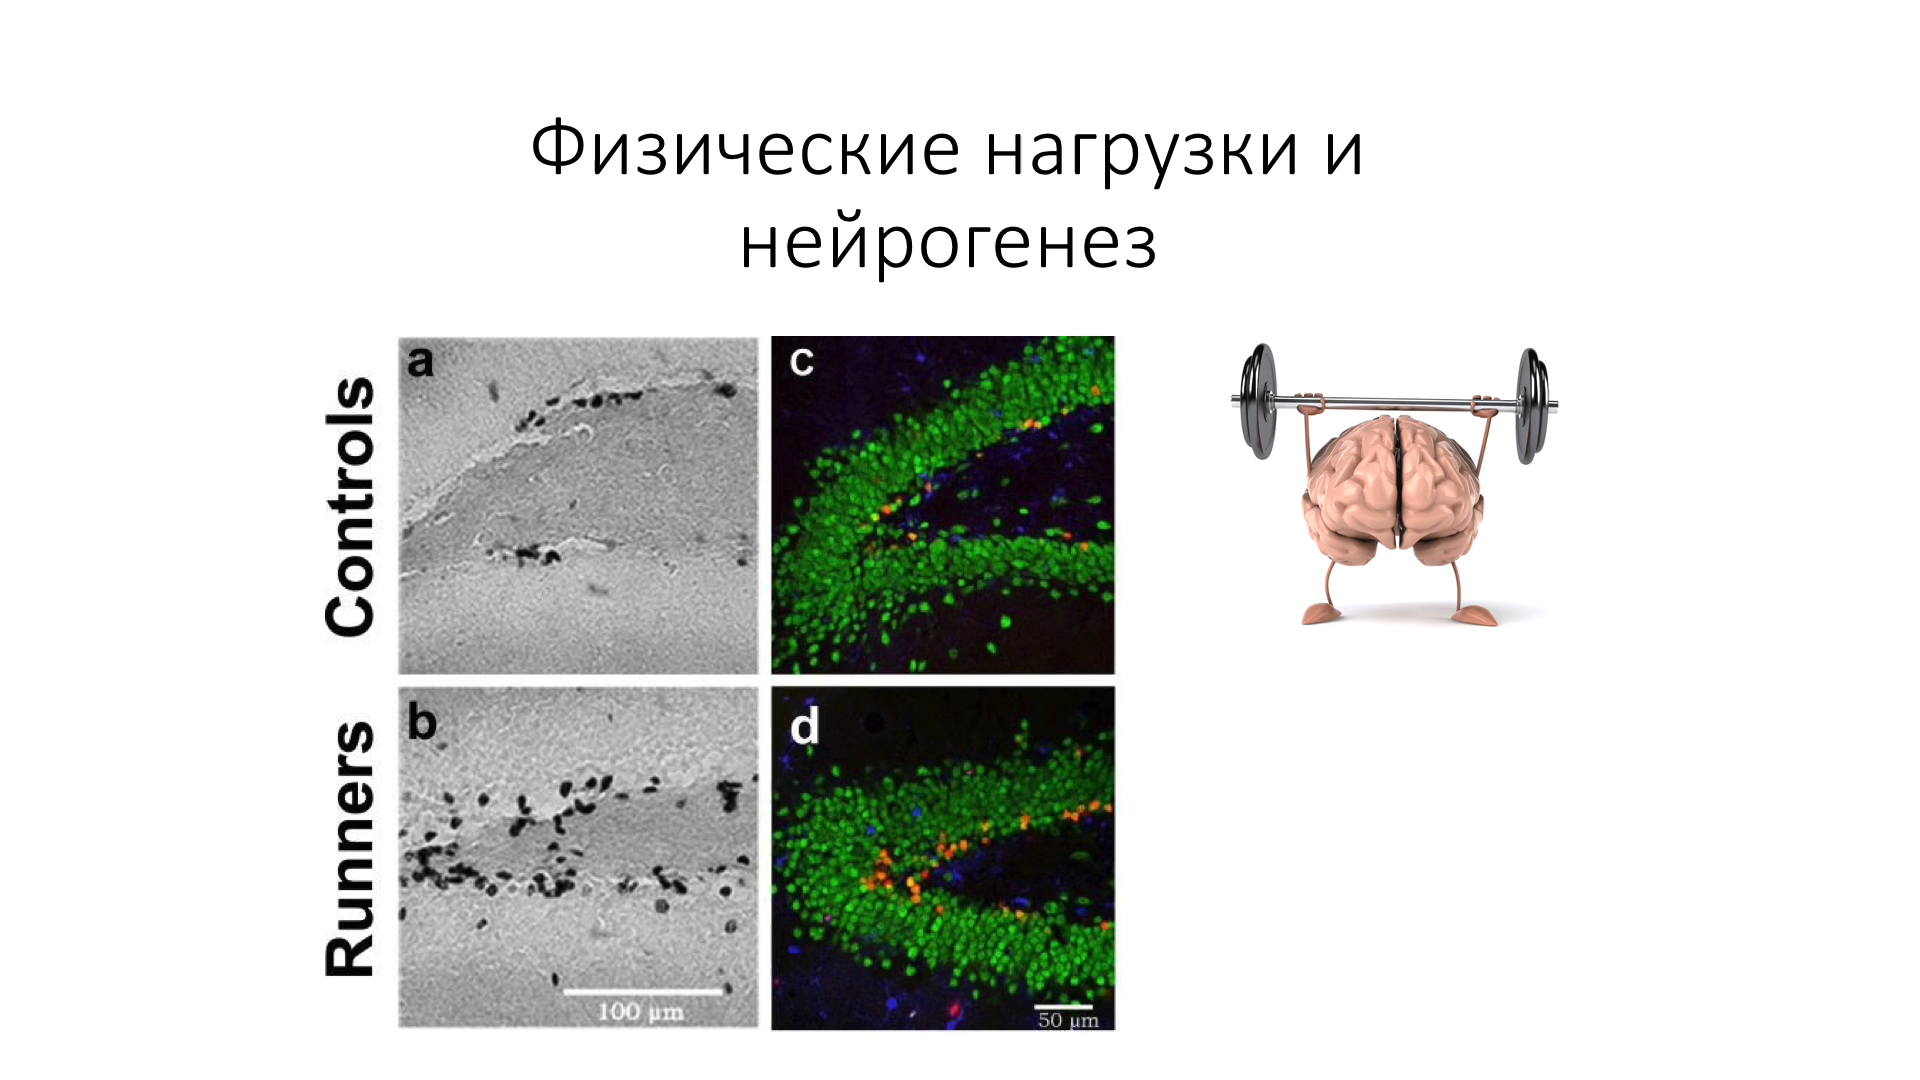 Физические нагрузки и
нейрогенез
Controls
a
c
Runners
b
d
100 µm
50 µm